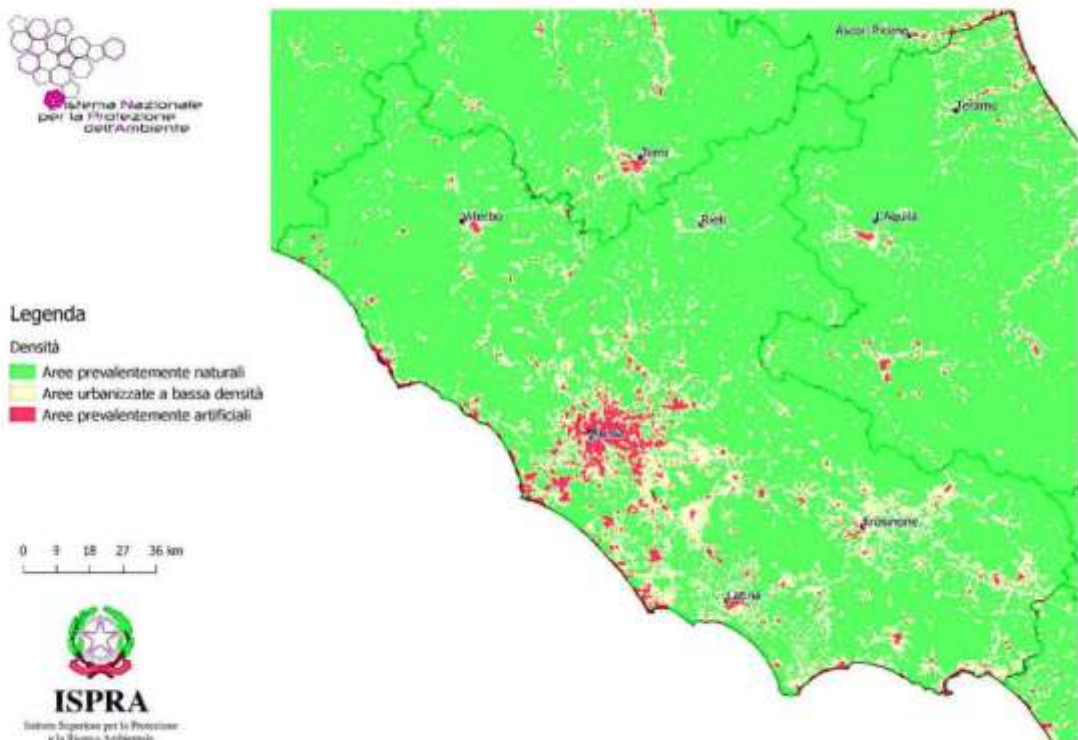 Sistema Nazionale
per la Protezione
dell'Ambiente
Legenda
Densità
Aree prevalentemente naturali
Aree urbanizzate a bassa densità
Aree prevalentemente artificiali
0 9 18 27 36 km
ISPRA
Istituto Superiore per la Protezione
e la Ricerca Ambientale
Ascoli Piceno
Teramo
Terni
Viterbo
Rieti
L'Aquila
Roma
Frosinone
Latina